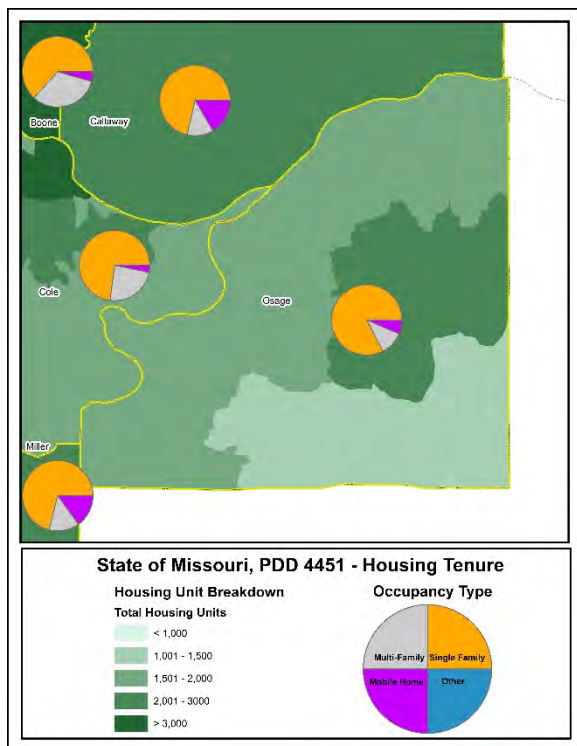 Boone
Callaway
Cole
Osage
Miller
State of Missouri, PDD 4451 - Housing Tenure
Housing Unit Breakdown
Total Housing Units
< 1,000
1,001 - 1,500
1,501 - 2,000
2,001 - 3000
> 3,000
Occupancy Type
Multi-Family
Single Family
Mobile Home
Other